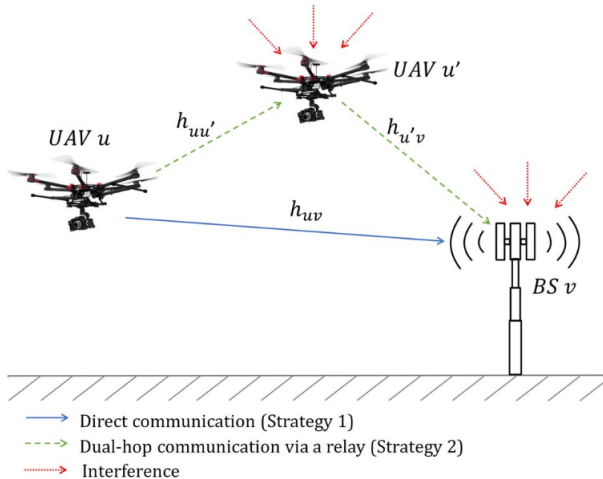 UAV u'
UAV u
h_{uu'}
h_{u'v}
h_{uv}
BS v
Direct communication (Strategy 1)
Dual-hop communication via a relay (Strategy 2)
Interference